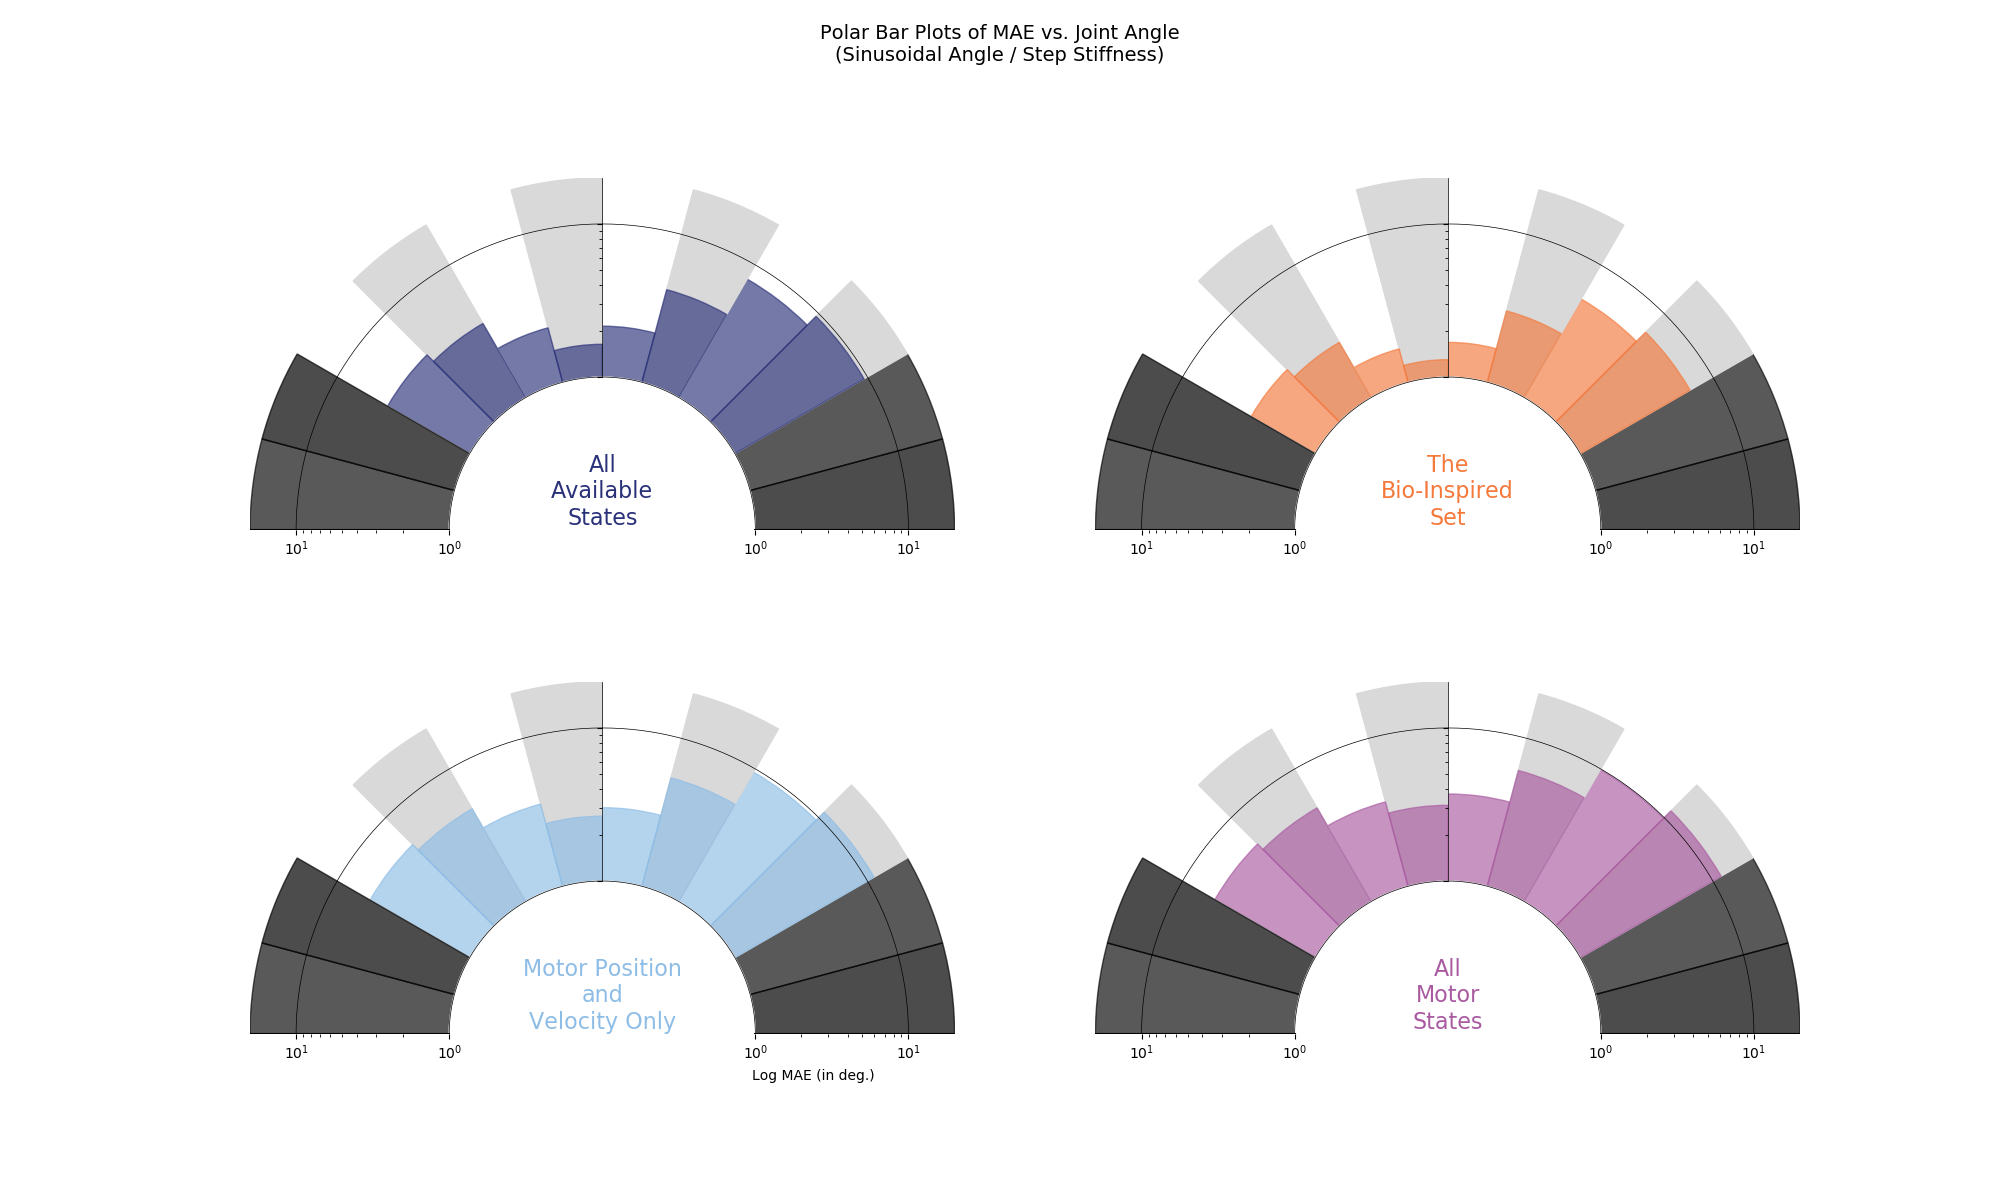 Polar Bar Plots of MAE vs. Joint Angle
(Sinusoidal Angle / Step Stiffness)
All
Available
States
10¹ 10⁰ 10⁰ 10¹
The
Bio-Inspired
Set
10¹ 10⁰ 10⁰ 10¹
Motor Position
and
Velocity Only
10¹ 10⁰ 10⁰ 10¹
Log MAE (in deg.)
All
Motor
States
10¹ 10⁰ 10⁰ 10¹